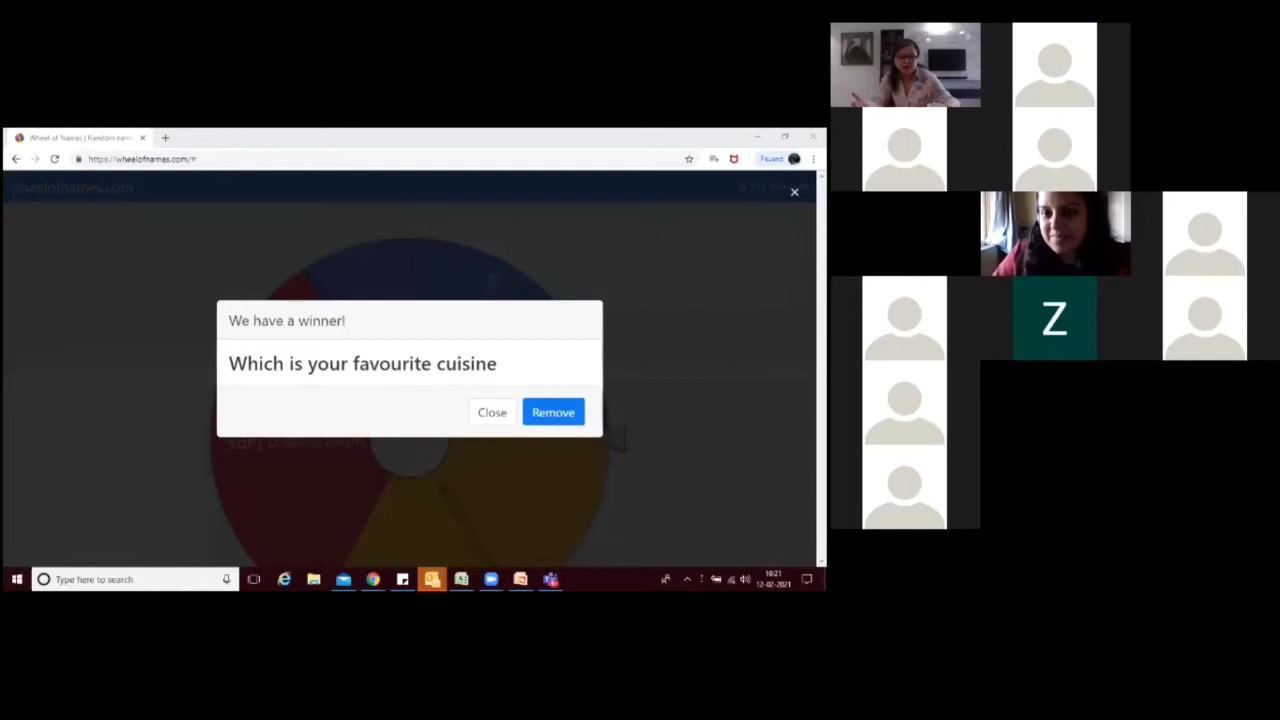 Wheel of Names | Random name
https://wheelofnames.com/#
Paused
wheelofnames.com
We have a winner!
Which is your favourite cuisine
Close
Remove
Z
Type here to search
16:21
12-02-2021